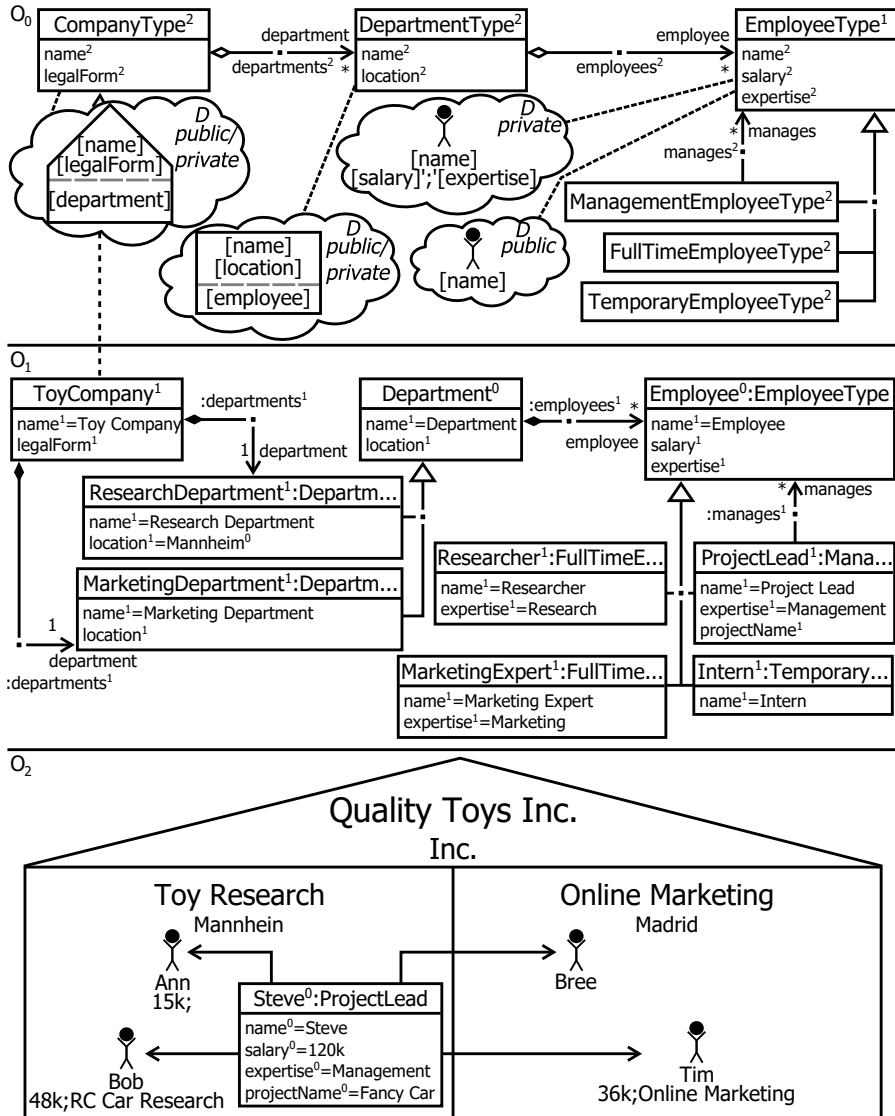 O₀
CompanyType²
name²
legalForm²
department
departments²
*
DepartmentType²
name²
location²
employee
employees²
*
EmployeeType¹
name²
salary²
expertise²
D
public/
private
[name]
[legalForm]
[department]
D
private
[name]
[salary]';'[expertise]
* manages
manages²
ManagementEmployeeType²
FullTimeEmployeeType²
TemporaryEmployeeType²
[name]
[location]
[employee]
D
public/
private
D
public
[name]
O₁
ToyCompany¹
name¹=Toy Company
legalForm¹
:departments¹
1 department
Department⁰
name¹=Department
location¹
:employees¹
*
employee
Employee⁰:EmployeeType
name¹=Employee
salary¹
expertise¹
ResearchDepartment¹:Departm...
name¹=Research Department
location¹=Mannheim⁰
* manages
:manages¹
MarketingDepartment¹:Departm...
name¹=Marketing Department
location¹
1
department
:departments¹
Researcher¹:FullTimeE...
name¹=Researcher
expertise¹=Research
ProjectLead¹:Mana...
name¹=Project Lead
expertise¹=Management
projectName¹
MarketingExpert¹:FullTime...
name¹=Marketing Expert
expertise¹=Marketing
Intern¹:Temporary...
name¹=Intern
O₂
Quality Toys Inc.
Inc.
Toy Research
Mannhein
Online Marketing
Madrid
Ann
15k;
Bree
Steve⁰:ProjectLead
name⁰=Steve
salary⁰=120k
expertise⁰=Management
projectName⁰=Fancy Car
Bob
48k;RC Car Research
Tim
36k;Online Marketing